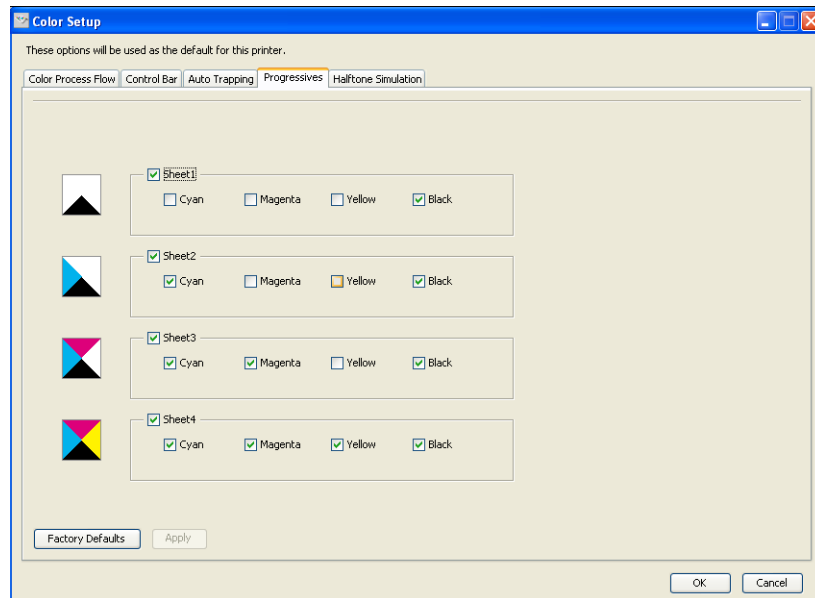 Color Setup
These options will be used as the default for this printer.
Color Process Flow Control Bar Auto Trapping Progressives Halftone Simulation
Sheet1
Cyan Magenta Yellow Black
Sheet2
Cyan Magenta Yellow Black
Sheet3
Cyan Magenta Yellow Black
Sheet4
Cyan Magenta Yellow Black
Factory Defaults Apply
OK Cancel